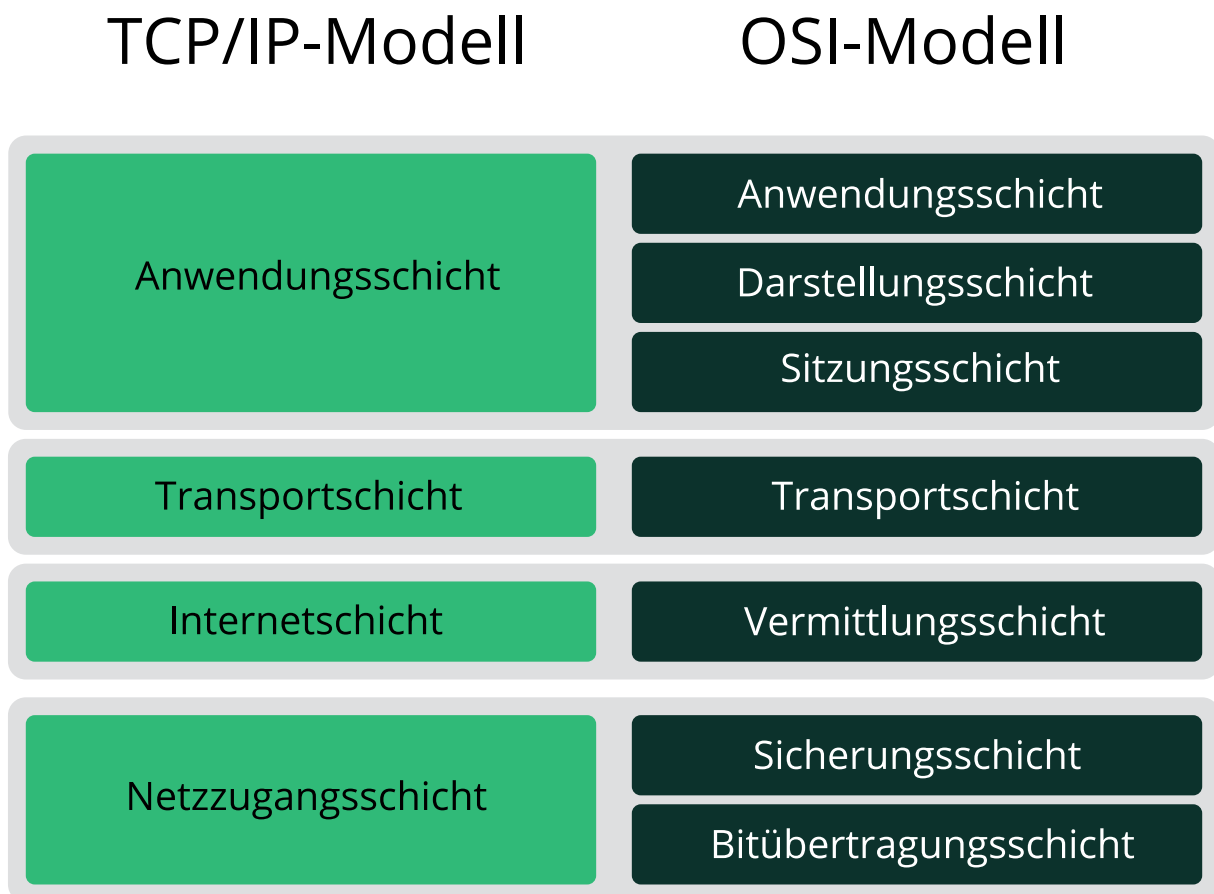 TCP/IP-Modell
OSI-Modell
Anwendungsschicht
Anwendungsschicht
Darstellungsschicht
Sitzungsschicht
Transportschicht
Transportschicht
Internetschicht
Vermittlungsschicht
Netzzugangsschicht
Sicherungsschicht
Bitübertragungsschicht